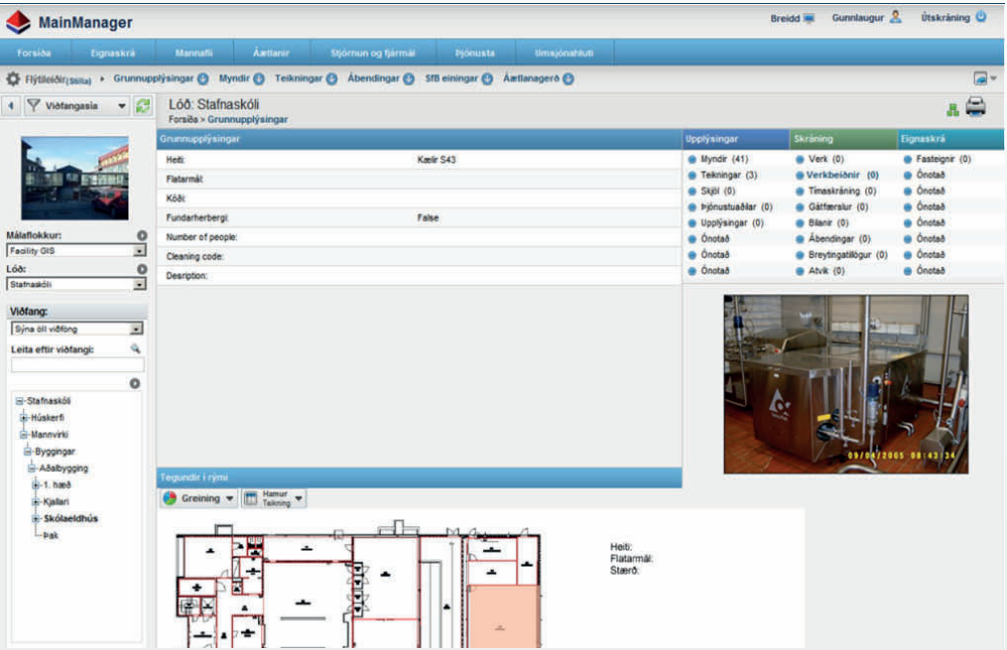 MainManager
Breidd Gunnlaugur Útskráning
Forsíða Eignaskrá Mannafli Áætlanir Stjórnun og fjármál Þjónusta Umsjónahluti
Flýtileiðir(Stilla) Grunnupplýsingar Myndir Teikningar Ábendingar SfB einingar Áætlanagerð
Viðfangasía
Lóð: Stafnaskóli
Forsíða > Grunnupplýsingar
Málaflokkur:
Facility GIS
Lóð:
Stafnaskóli
Viðfang:
Sýna öll viðföng
Leita eftir viðfangi:
Stafnaskóli
Húskerfi
Mannvirki
Byggingar
Aðalbygging
1. hæð
Kjallari
Skólaeldhús
Þak
Grunnupplýsingar
Heiti: Kælir S43
Flatarmál:
Kóði:
Fundarherbergi: False
Number of people:
Cleaning code:
Desription:
Upplýsingar
Myndir (41)
Teikningar (3)
Skjöl (0)
Þjónustuaðilar (0)
Upplýsingar (0)
Ónotað
Ónotað
Ónotað
Skráning
Verk (0)
Verkbeiðnir (0)
Tímaskráning (0)
Gátfærslur (0)
Bilanir (0)
Ábendingar (0)
Breytingatillögur (0)
Atvik (0)
Eignaskrá
Fasteignir (0)
Ónotað
Ónotað
Ónotað
Ónotað
Ónotað
Ónotað
Ónotað
09/04/2005 08:43:34
Tegundir í rými
Greining Hamur
Teikning
Heiti:
Flatarmál:
Stærð: